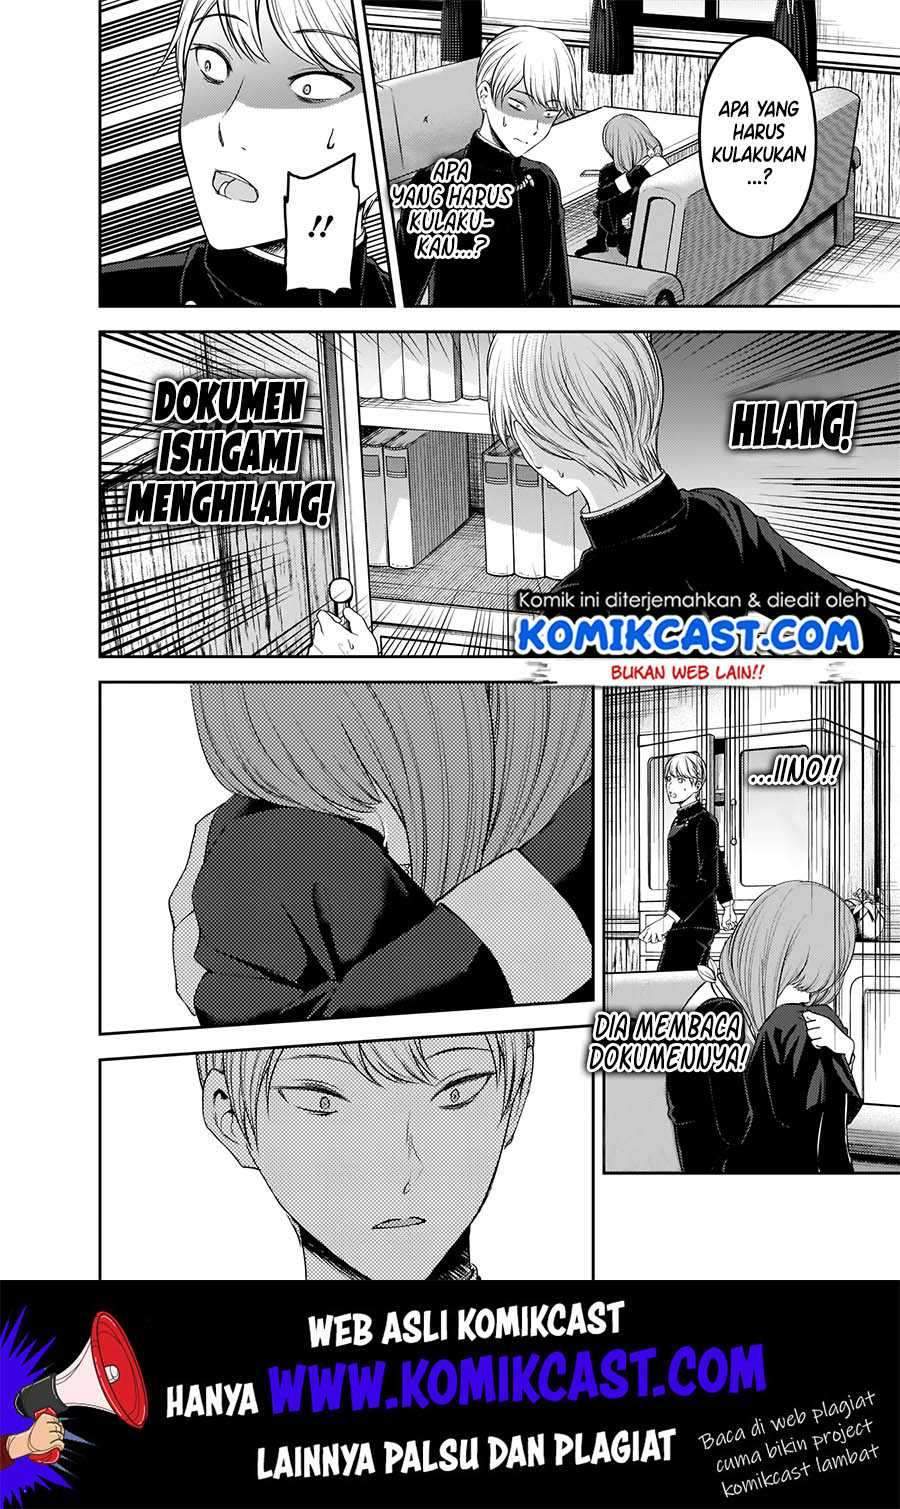 APA YANG
HARUS
KULAKUKAN
...?
APA
YANG HARUS
KULAKU-
KAN....?
!!
HILANG!
DOKUMEN
ISHIGAMI
MENGHILANG!
Komik ini diterjemahkan & diedit oleh
KOMIKCAST.COM
BUKAN WEB LAIN!!
...IINO!!
DIA MEMBACA
DOKUMENNYA!
WEB ASLI KOMIKCAST
HANYA WWW.KOMIKCAST.COM
LAINNYA PALSU DAN PLAGIAT
Baca di web plagiat
cuma bikin project
komikcast lambat